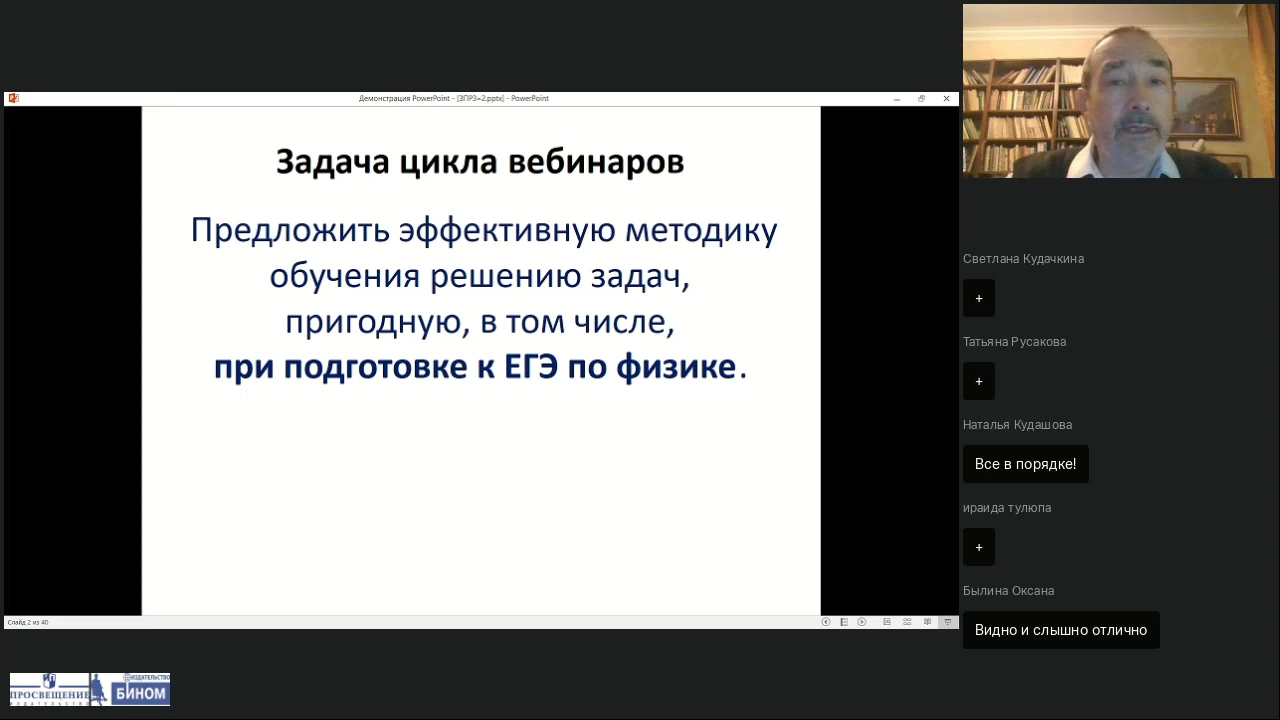 Демонстрация PowerPoint - [ЗПРЗ=2.pptx] - PowerPoint
Задача цикла вебинаров
Предложить эффективную методику
обучения решению задач,
пригодную, в том числе,
при подготовке к ЕГЭ по физике.
Слайд 2 из 40
Светлана Кудачкина
+
Татьяна Русакова
+
Наталья Кудашова
Все в порядке!
ираида тулюпа
+
Былина Оксана
Видно и слышно отлично
ПРОСВЕЩЕНИЕ
ИЗДАТЕЛЬСТВО
ИЗДАТЕЛЬСТВО
БИНОМ